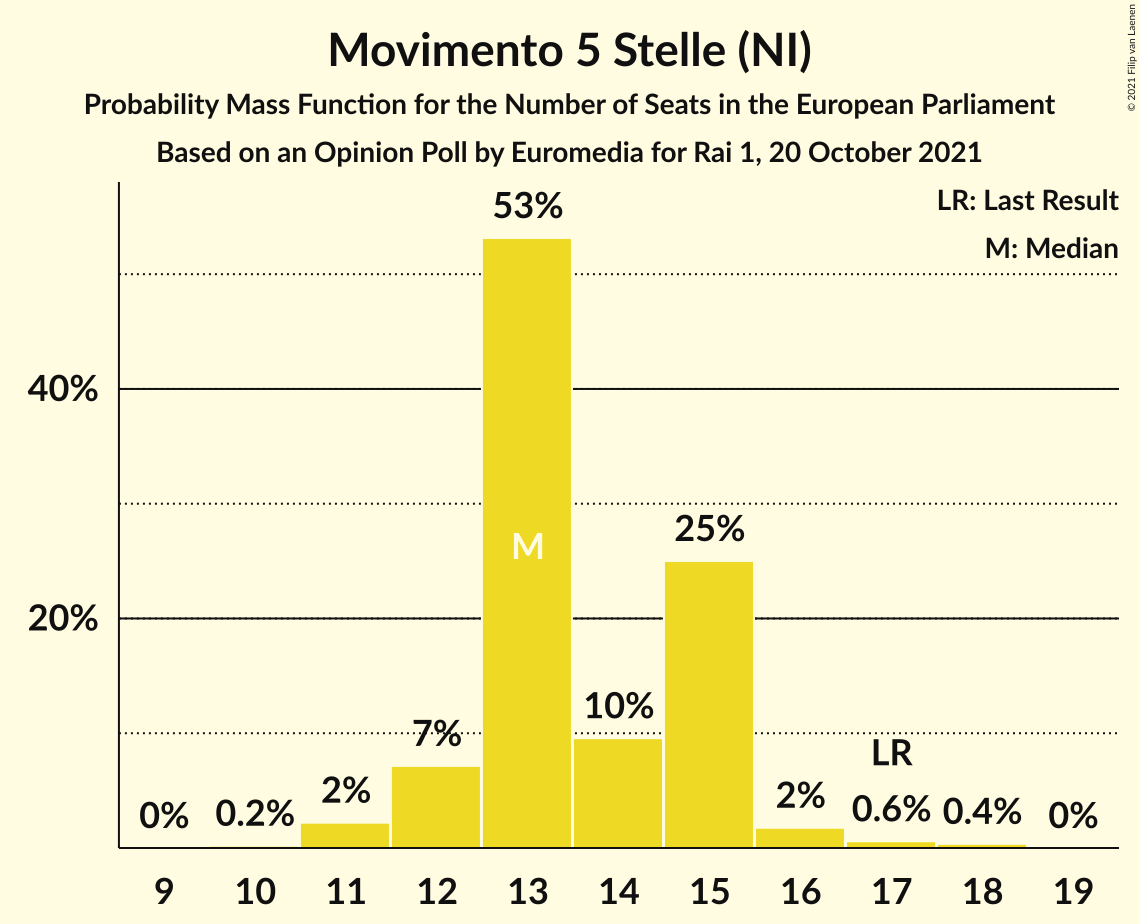 Movimento 5 Stelle (NI)
Probability Mass Function for the Number of Seats in the European Parliament
Based on an Opinion Poll by Euromedia for Rai 1, 20 October 2021
© 2021 Filip van Laenen
LR: Last Result
M: Median
53%
40%
M
25%
20%
10%
7%
LR
2%
2%
0%
0.2%
0.6%
0.4%
0%
9 10 11 12 13 14 15 16 17 18 19